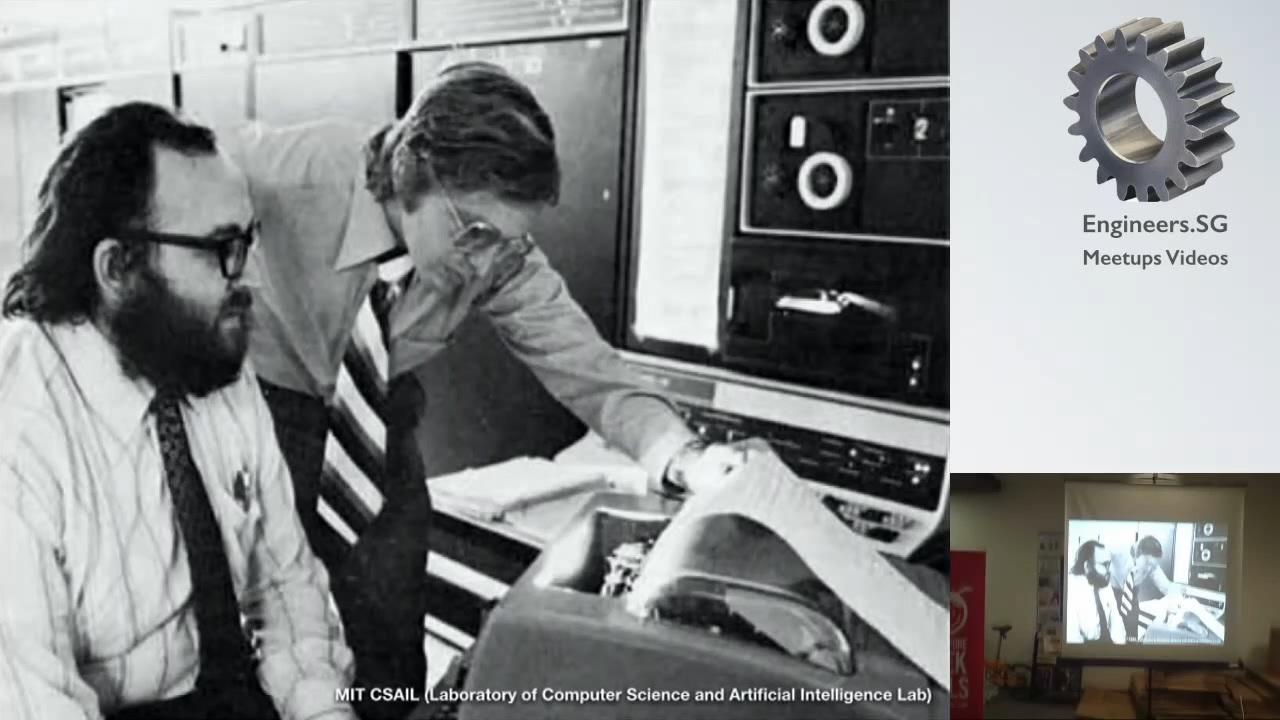 MIT CSAIL (Laboratory of Computer Science and Artificial Intelligence Lab)
Engineers.SG
Meetups Videos